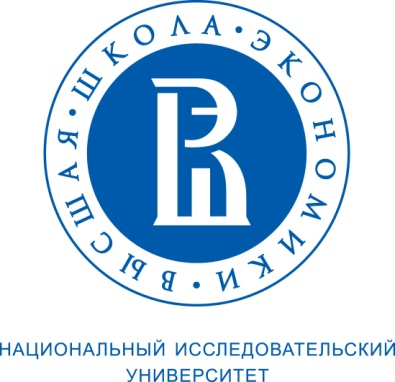 ВЫСШАЯ · ШКОЛА · ЭКОНОМИКИ ·
НАЦИОНАЛЬНЫЙ ИССЛЕДОВАТЕЛЬСКИЙ
УНИВЕРСИТЕТ